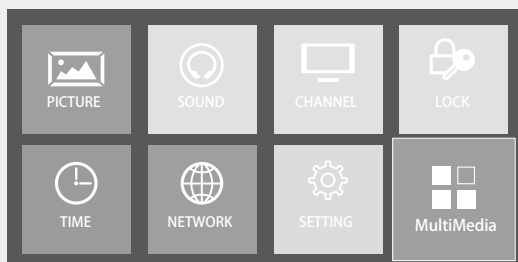 PICTURE
SOUND
CHANNEL
LOCK
TIME
NETWORK
SETTING
MultiMedia